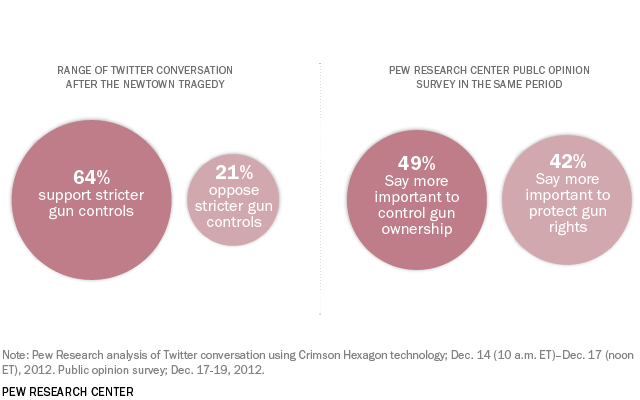 RANGE OF TWITTER CONVERSATION
AFTER THE NEWTOWN TRAGEDY
64%
support stricter
gun controls
21%
oppose
stricter gun
controls
PEW RESEARCH CENTER PUBLC OPINION
SURVEY IN THE SAME PERIOD
49%
Say more
important to
control gun
ownership
42%
Say more
important to
protect gun
rights
Note: Pew Research analysis of Twitter conversation using Crimson Hexagon technology; Dec. 14 (10 a.m. ET)–Dec. 17 (noon
ET), 2012. Public opinion survey; Dec. 17-19, 2012.
PEW RESEARCH CENTER